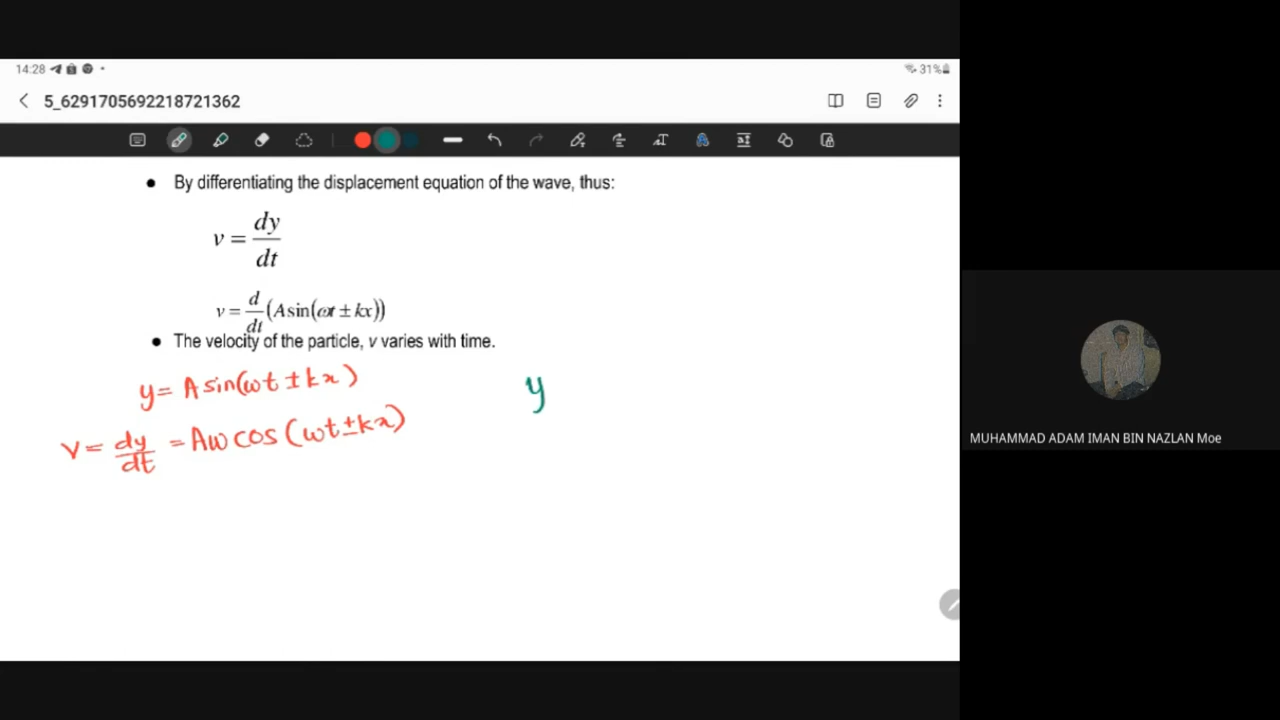 14:28 31%
5_6291705692218721362
• By differentiating the displacement equation of the wave, thus:
v = dy/dt
v = d/dt (A sin(ωt ± kx))
• The velocity of the particle, v varies with time.
y = A sin(ωt ± kx)
y
v = dy/dt = Aω cos (ωt ± kx)
MUHAMMAD ADAM IMAN BIN NAZLAN Moe